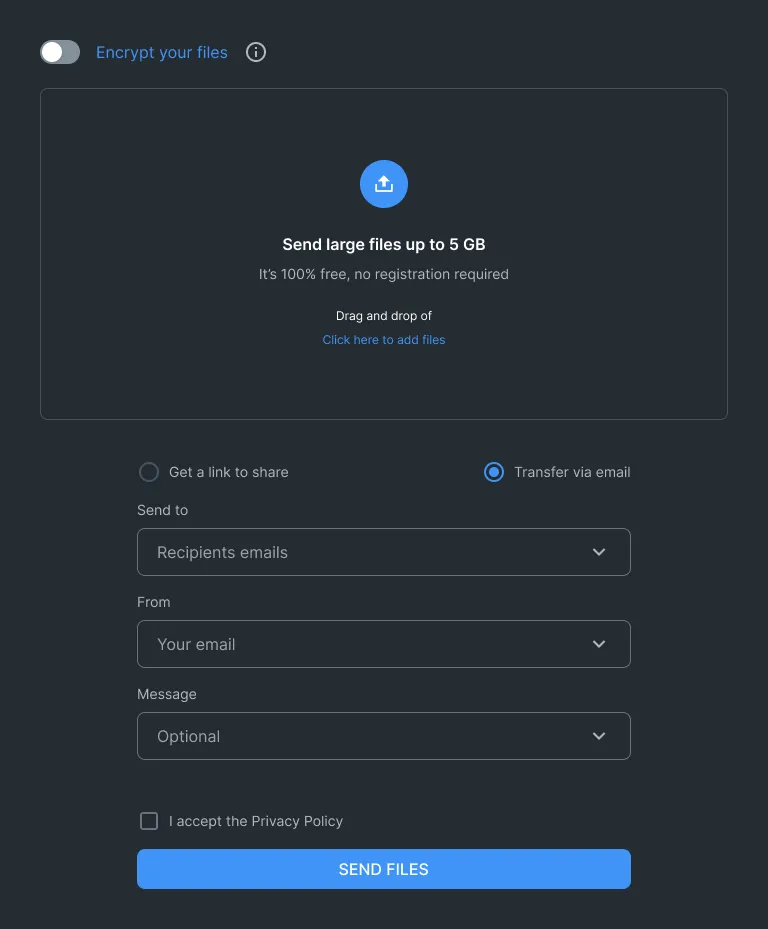 Encrypt your files
Send large files up to 5 GB
It’s 100% free, no registration required
Drag and drop of
Click here to add files
Get a link to share
Transfer via email
Send to
Recipients emails
From
Your email
Message
Optional
I accept the Privacy Policy
SEND FILES